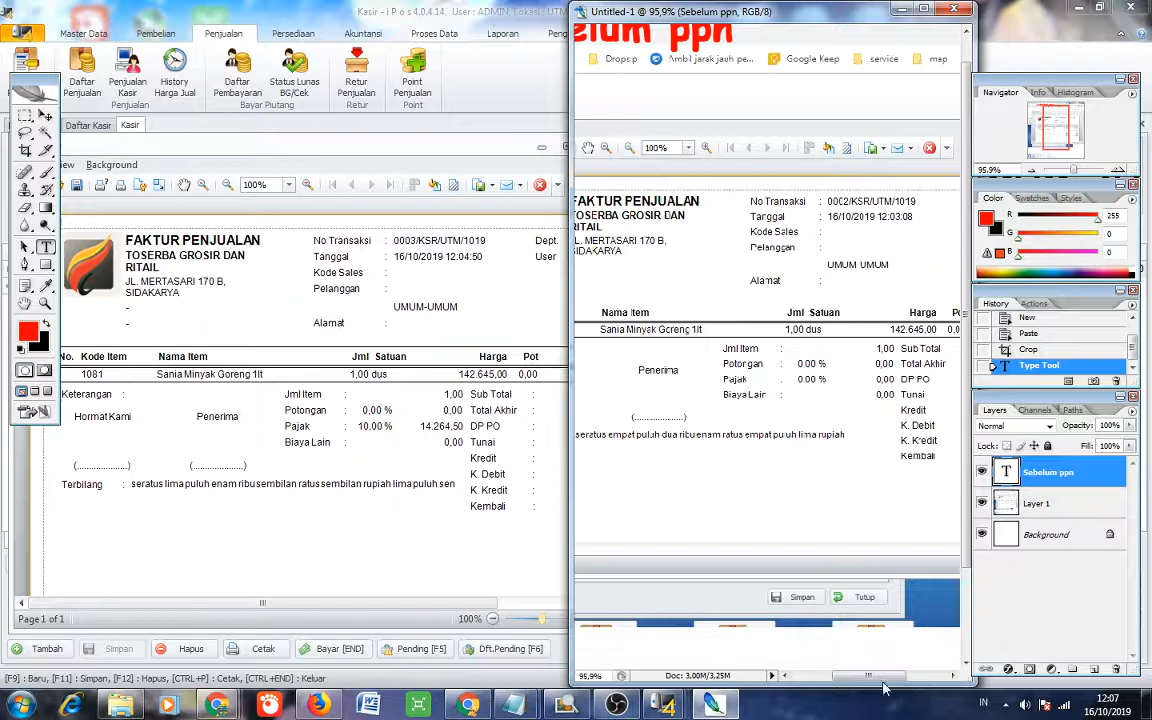 Kasir - i P o s 4.0.4.14, User : ADMIN, Lokasi : UTM
Master Data Pembelian Penjualan Persediaan Akuntansi Proses Data Laporan
Daftar Penjualan
Penjualan Kasir
History Harga Jual
Daftar Pembayaran
Status Lunas BG/Cek
Retur Penjualan
Point Penjualan
Penjualan Bayar Piutang Retur Point
Daftar Kasir Kasir
Background
100%
FAKTUR PENJUALAN
TOSERBA GROSIR DAN
RITAIL
JL. MERTASARI 170 B,
SIDAKARYA
-
-
No Transaksi : 0003/KSR/UTM/1019 Dept.
Tanggal : 16/10/2019 12:04:50 User
Kode Sales :
Pelanggan :
UMUM-UMUM
Alamat :
No. Kode Item Nama Item Jml Satuan Harga Pot
1081 Sania Minyak Goreng 1lt 1,00 dus 142.645,00 0,00
Keterangan : Jml Item : 1,00 Sub Total :
Hormat Kami Penerima Potongan : 0,00 % 0,00 Total Akhir :
Pajak : 10,00 % 14.264,50 DP PO :
Biaya Lain : 0,00 Tunai :
Kredit :
(......................) (......................) K. Debit :
Terbilang : seratus lima puluh enam ribu sembilan ratus sembilan rupiah lima puluh sen K. Kredit :
Kembali :
Page 1 of 1 100%
Tambah Simpan Hapus Cetak Bayar [END] Pending [F5] Dft.Pending [F6]
[F9] : Baru, [F11] : Simpan, [F12] : Hapus, [CTRL+P] : Cetak, [CTRL+END] : Keluar
Untitled-1 @ 95,9% (Sebelum ppn, RGB/8)
belum ppn
Ambil jarak jauh pe... Google Keep service map
100%
FAKTUR PENJUALAN
TOSERBA GROSIR DAN
RITAIL
JL. MERTASARI 170 B,
SIDAKARYA
No Transaksi : 0002/KSR/UTM/1019
Tanggal : 16/10/2019 12:03:08
Kode Sales :
Pelanggan :
UMUM UMUM
Alamat :
Nama Item Jml Satuan Harga
Sania Minyak Goreng 1lt 1,00 dus 142.645,00 0,0
Jml Item : 1,00 Sub Total
Penerima Potongan : 0 00 % 0,00 Total Akhir
Pajak : 0 00 % 0,00 DP PO
Biaya Lain : 0,00 Tunai
Kredit
(......................) K. Debit
seratus empat puluh dua ribu enam ratus empat puluh lima rupiah K. Kredit
Kembali
Simpan Tutup
95,9% Doc: 3,00M/3,25M
Navigator Info Histogram
95.9%
Color Swatches Styles
R 255
G 0
B 0
History Actions
New
Paste
Crop
Type Tool
Layers Channels Paths
Normal Opacity: 100%
Lock: Fill: 100%
Sebelum ppn
Layer 1
Background
IN
12:07
16/10/2019